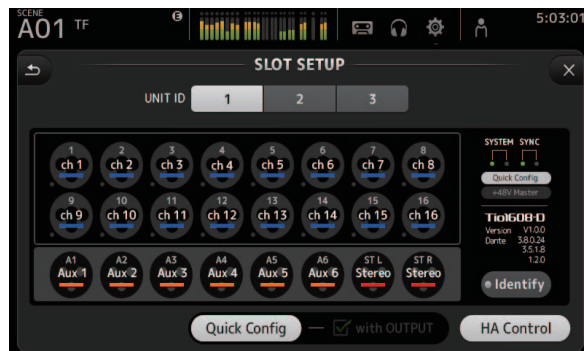 SCENE
A01 TF
E
5:03:01
SLOT SETUP
UNIT ID 1 2 3
1 2 3 4 5 6 7 8
ch 1 ch 2 ch 3 ch 4 ch 5 ch 6 ch 7 ch 8
9 10 11 12 13 14 15 16
ch 9 ch 10 ch 11 ch 12 ch 13 ch 14 ch 15 ch 16
A1 A2 A3 A4 A5 A6 ST L ST R
Aux 1 Aux 2 Aux 3 Aux 4 Aux 5 Aux 6 Stereo Stereo
SYSTEM SYNC
Quick Config
+48V Master
Tio1608-D
Version V1.0.0
Dante 3.8.0.24
3.5.1.8
1.2.0
Identify
Quick Config with OUTPUT HA Control